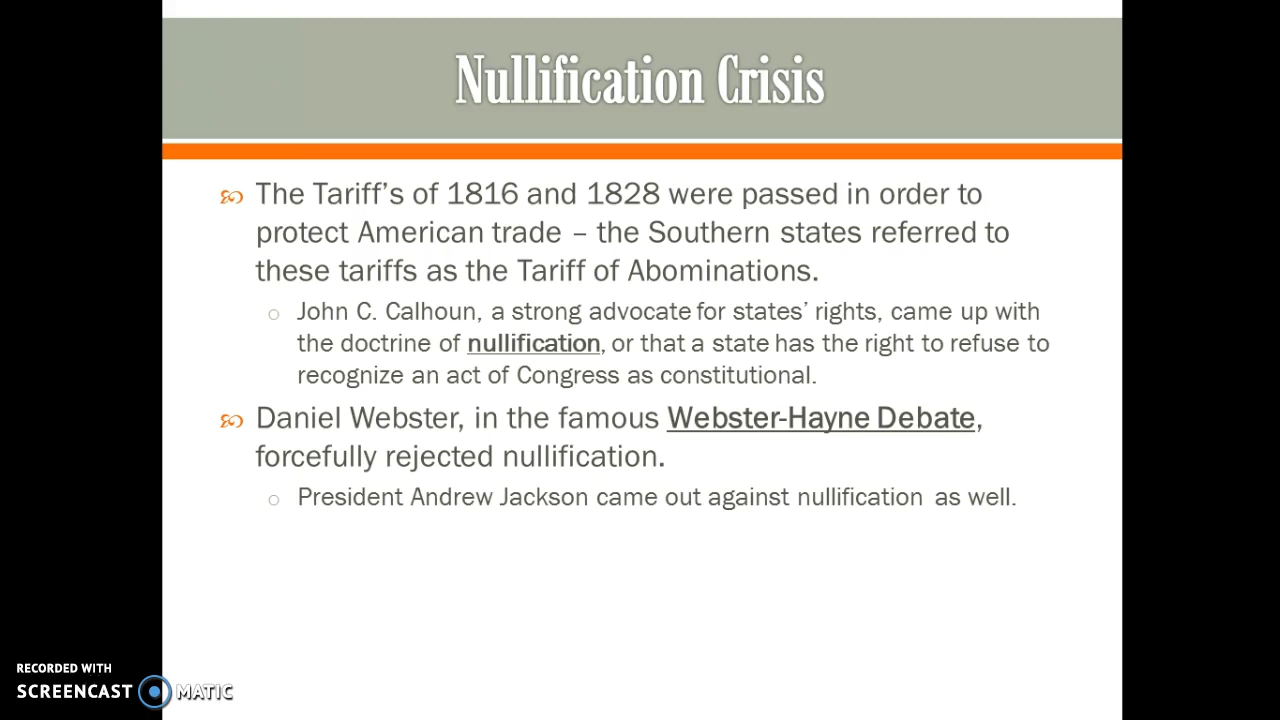 Nullification Crisis
The Tariff’s of 1816 and 1828 were passed in order to
protect American trade – the Southern states referred to
these tariffs as the Tariff of Abominations.
John C. Calhoun, a strong advocate for states’ rights, came up with
the doctrine of nullification, or that a state has the right to refuse to
recognize an act of Congress as constitutional.
Daniel Webster, in the famous Webster-Hayne Debate,
forcefully rejected nullification.
President Andrew Jackson came out against nullification as well.
RECORDED WITH
SCREENCAST MATIC